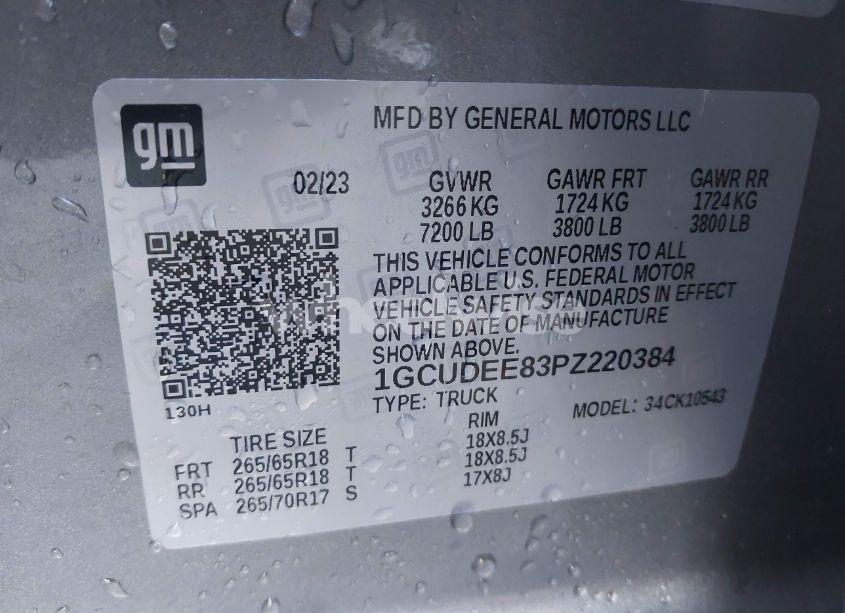 gm
MFD BY GENERAL MOTORS LLC
02/23 GVWR GAWR FRT GAWR RR
3266 KG 1724 KG 1724 KG
7200 LB 3800 LB 3800 LB
THIS VEHICLE CONFORMS TO ALL
APPLICABLE U.S. FEDERAL MOTOR
VEHICLE SAFETY STANDARDS IN EFFECT
ON THE DATE OF MANUFACTURE
SHOWN ABOVE.
1GCUDEE83PZ220384
TYPE: TRUCK MODEL: 34CK10543
130H
TIRE SIZE RIM
FRT 265/65R18 T 18X8.5J
RR 265/65R18 T 18X8.5J
SPA 265/70R17 S 17X8J